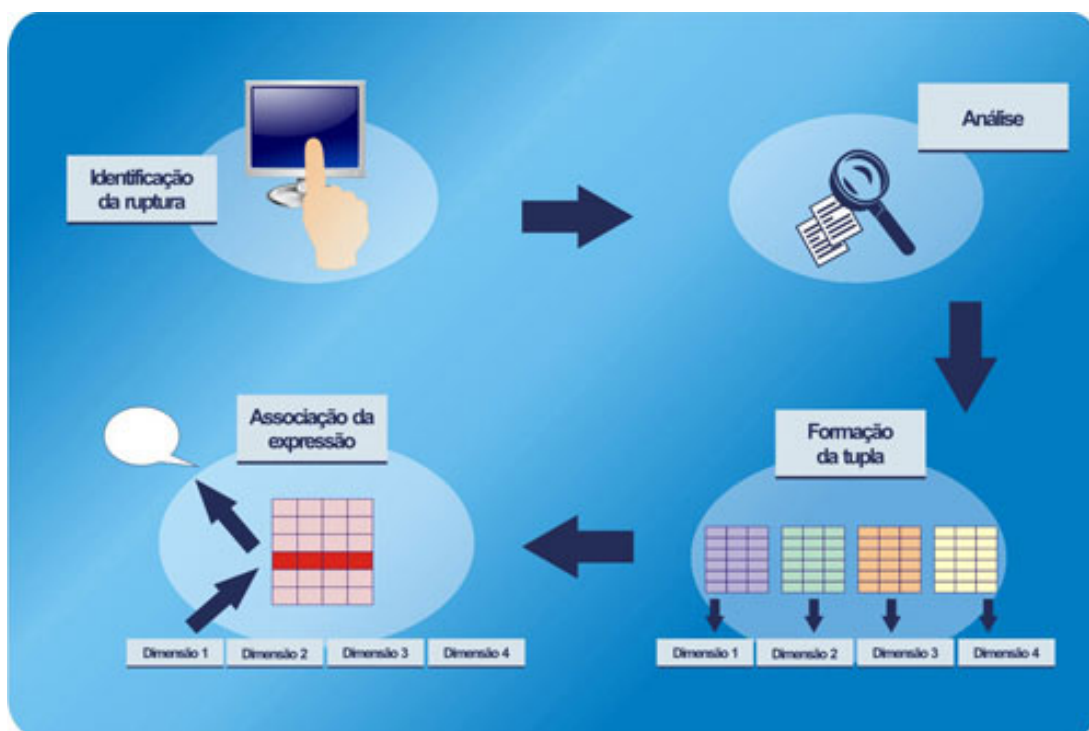 Identificação
da ruptura
Análise
Associação da
expressão
Formação
da tupla
Dimensão 1
Dimensão 2
Dimensão 3
Dimensão 4
Dimensão 1
Dimensão 2
Dimensão 3
Dimensão 4